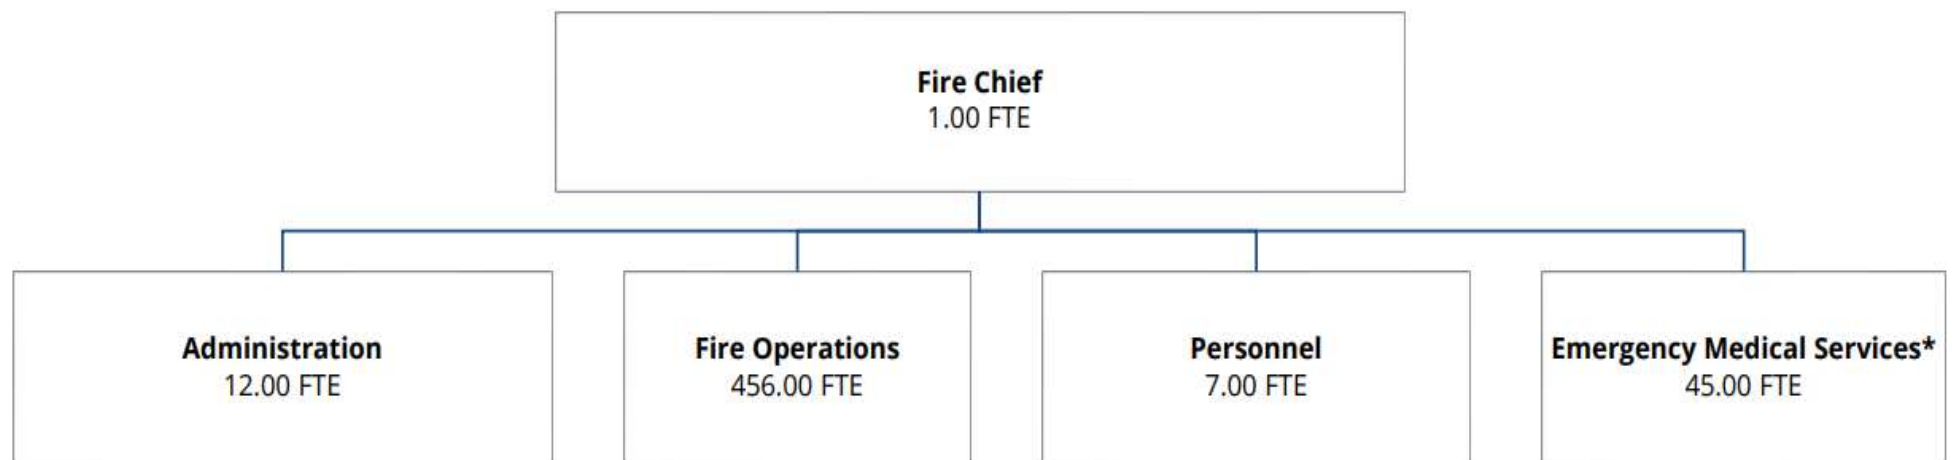 Fire Chief
1.00 FTE
Administration
12.00 FTE
Fire Operations
456.00 FTE
Personnel
7.00 FTE
Emergency Medical Services*
45.00 FTE